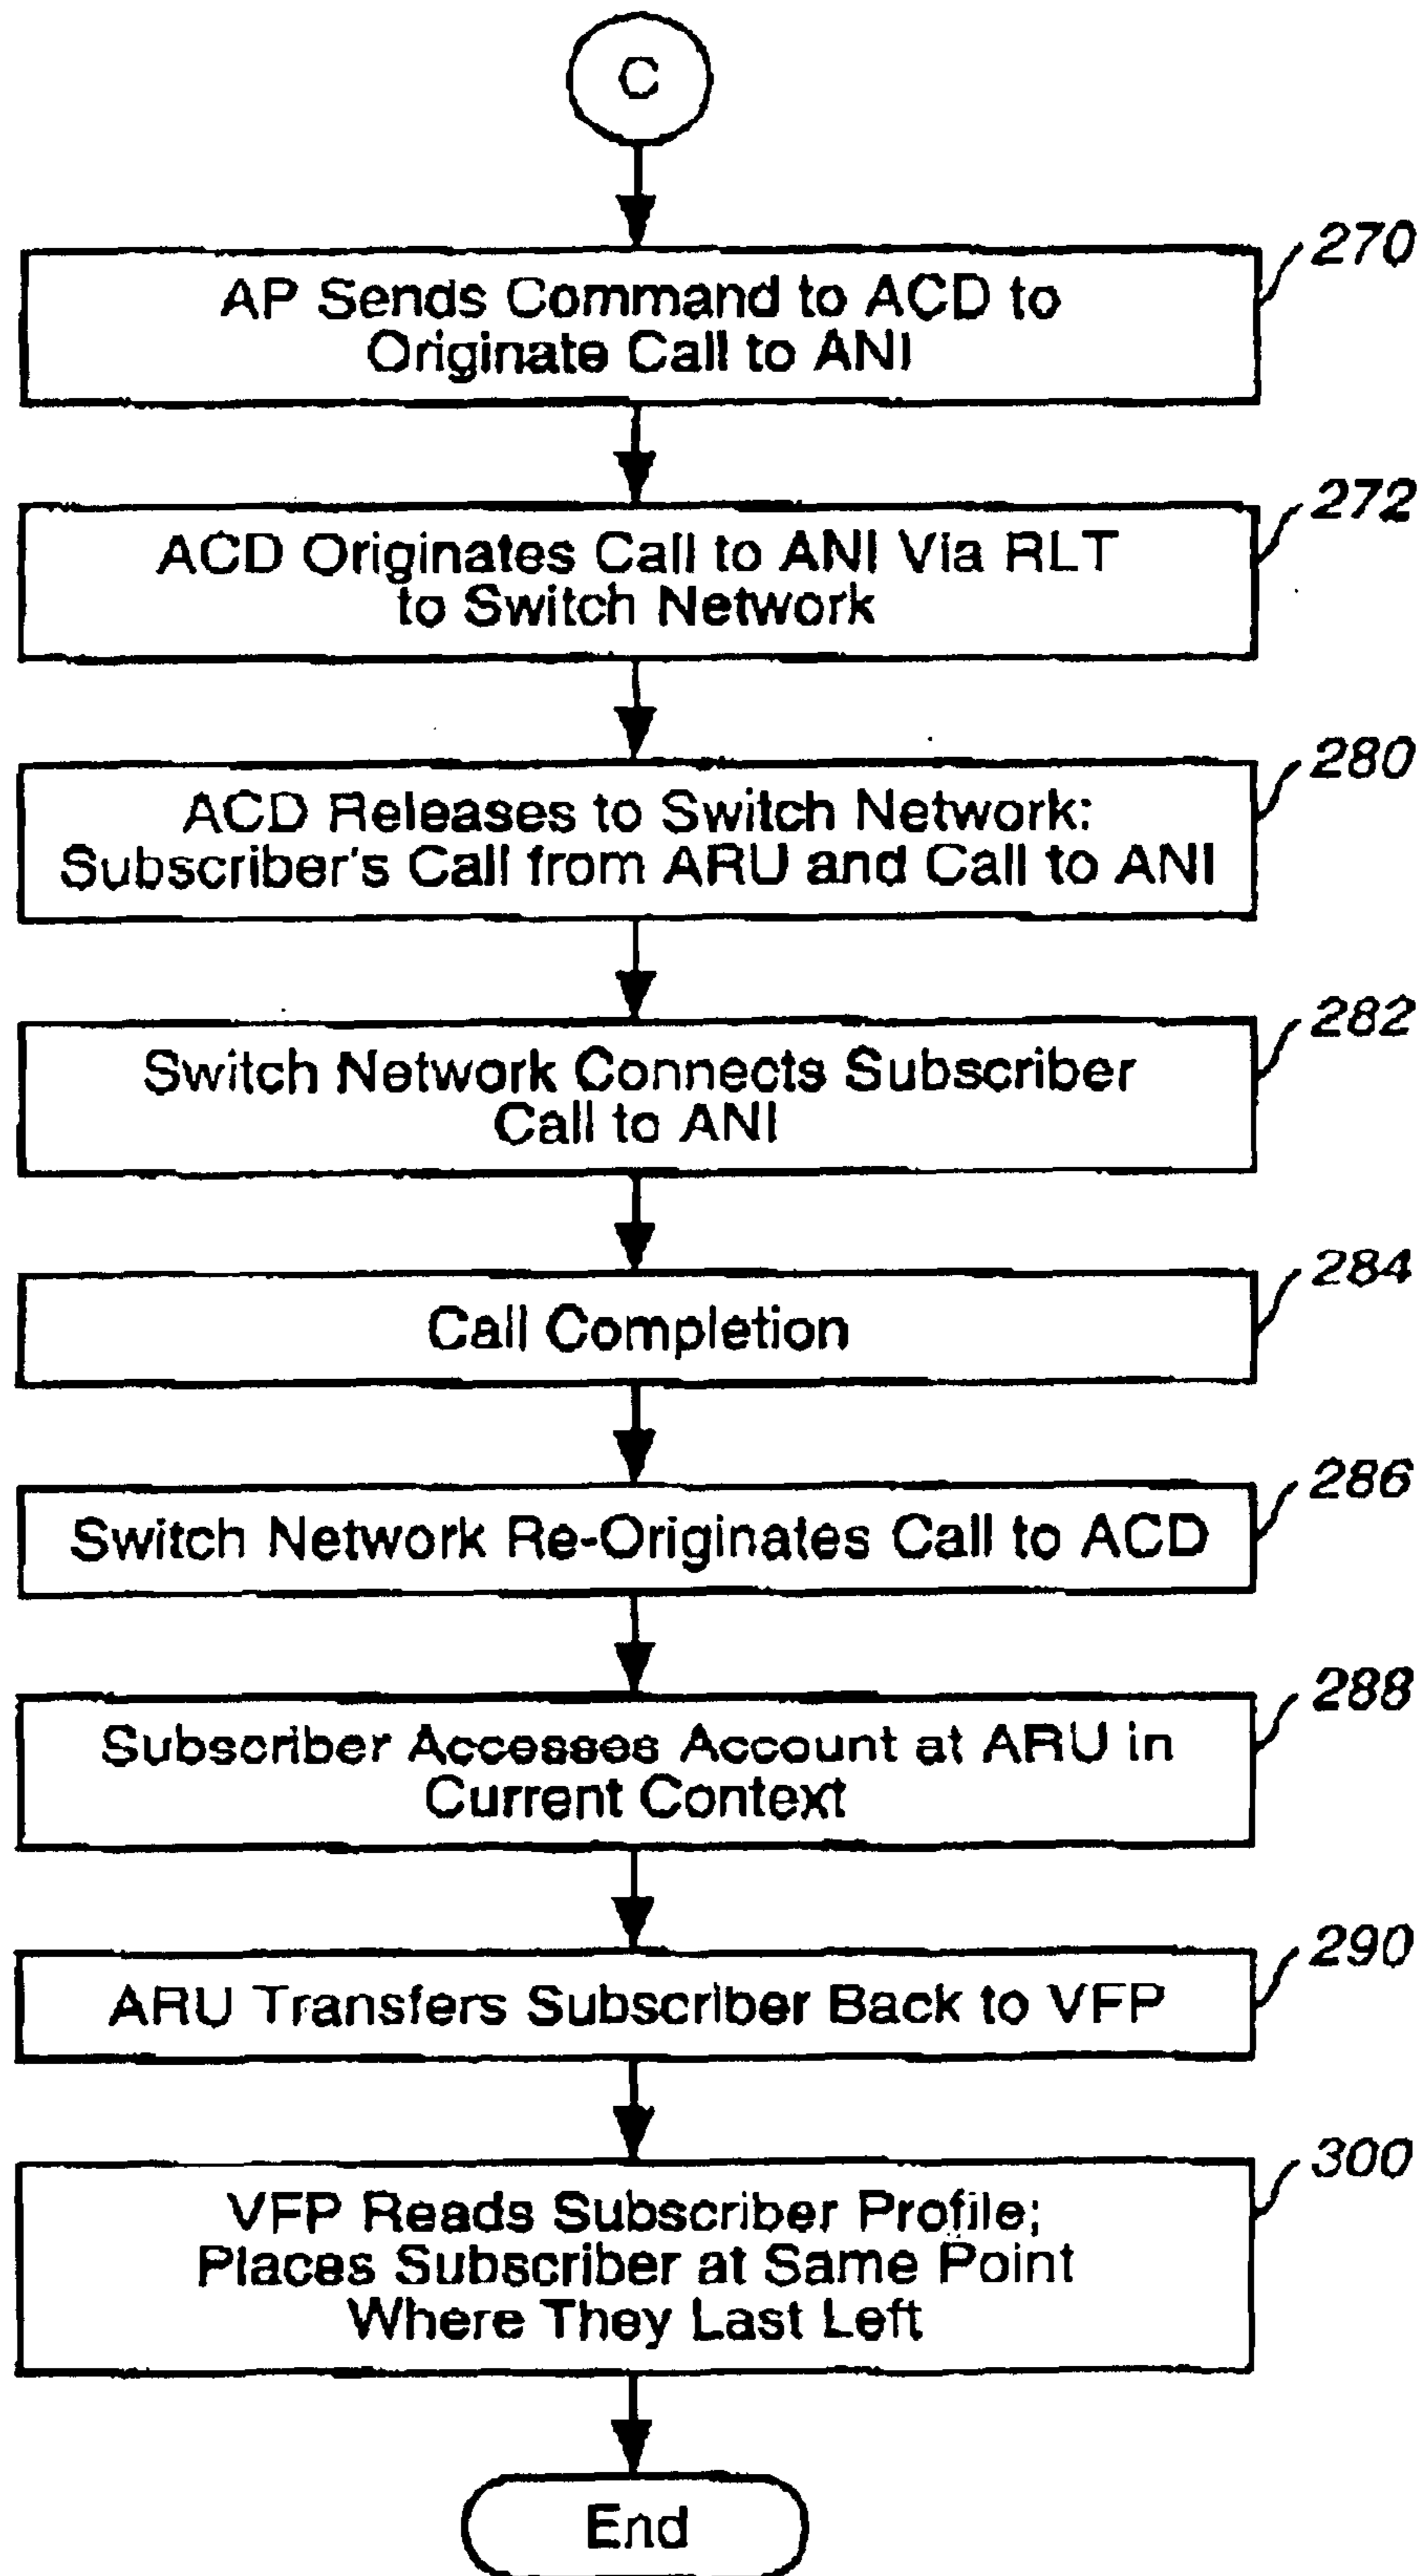 C
270
AP Sends Command to ACD to
Originate Call to ANI
272
ACD Originates Call to ANI Via RLT
to Switch Network
280
ACD Releases to Switch Network:
Subscriber's Call from ARU and Call to ANI
282
Switch Network Connects Subscriber
Call to ANI
284
Call Completion
286
Switch Network Re-Originates Call to ACD
288
Subscriber Accesses Account at ARU in
Current Context
290
ARU Transfers Subscriber Back to VFP
300
VFP Reads Subscriber Profile;
Places Subscriber at Same Point
Where They Last Left
End